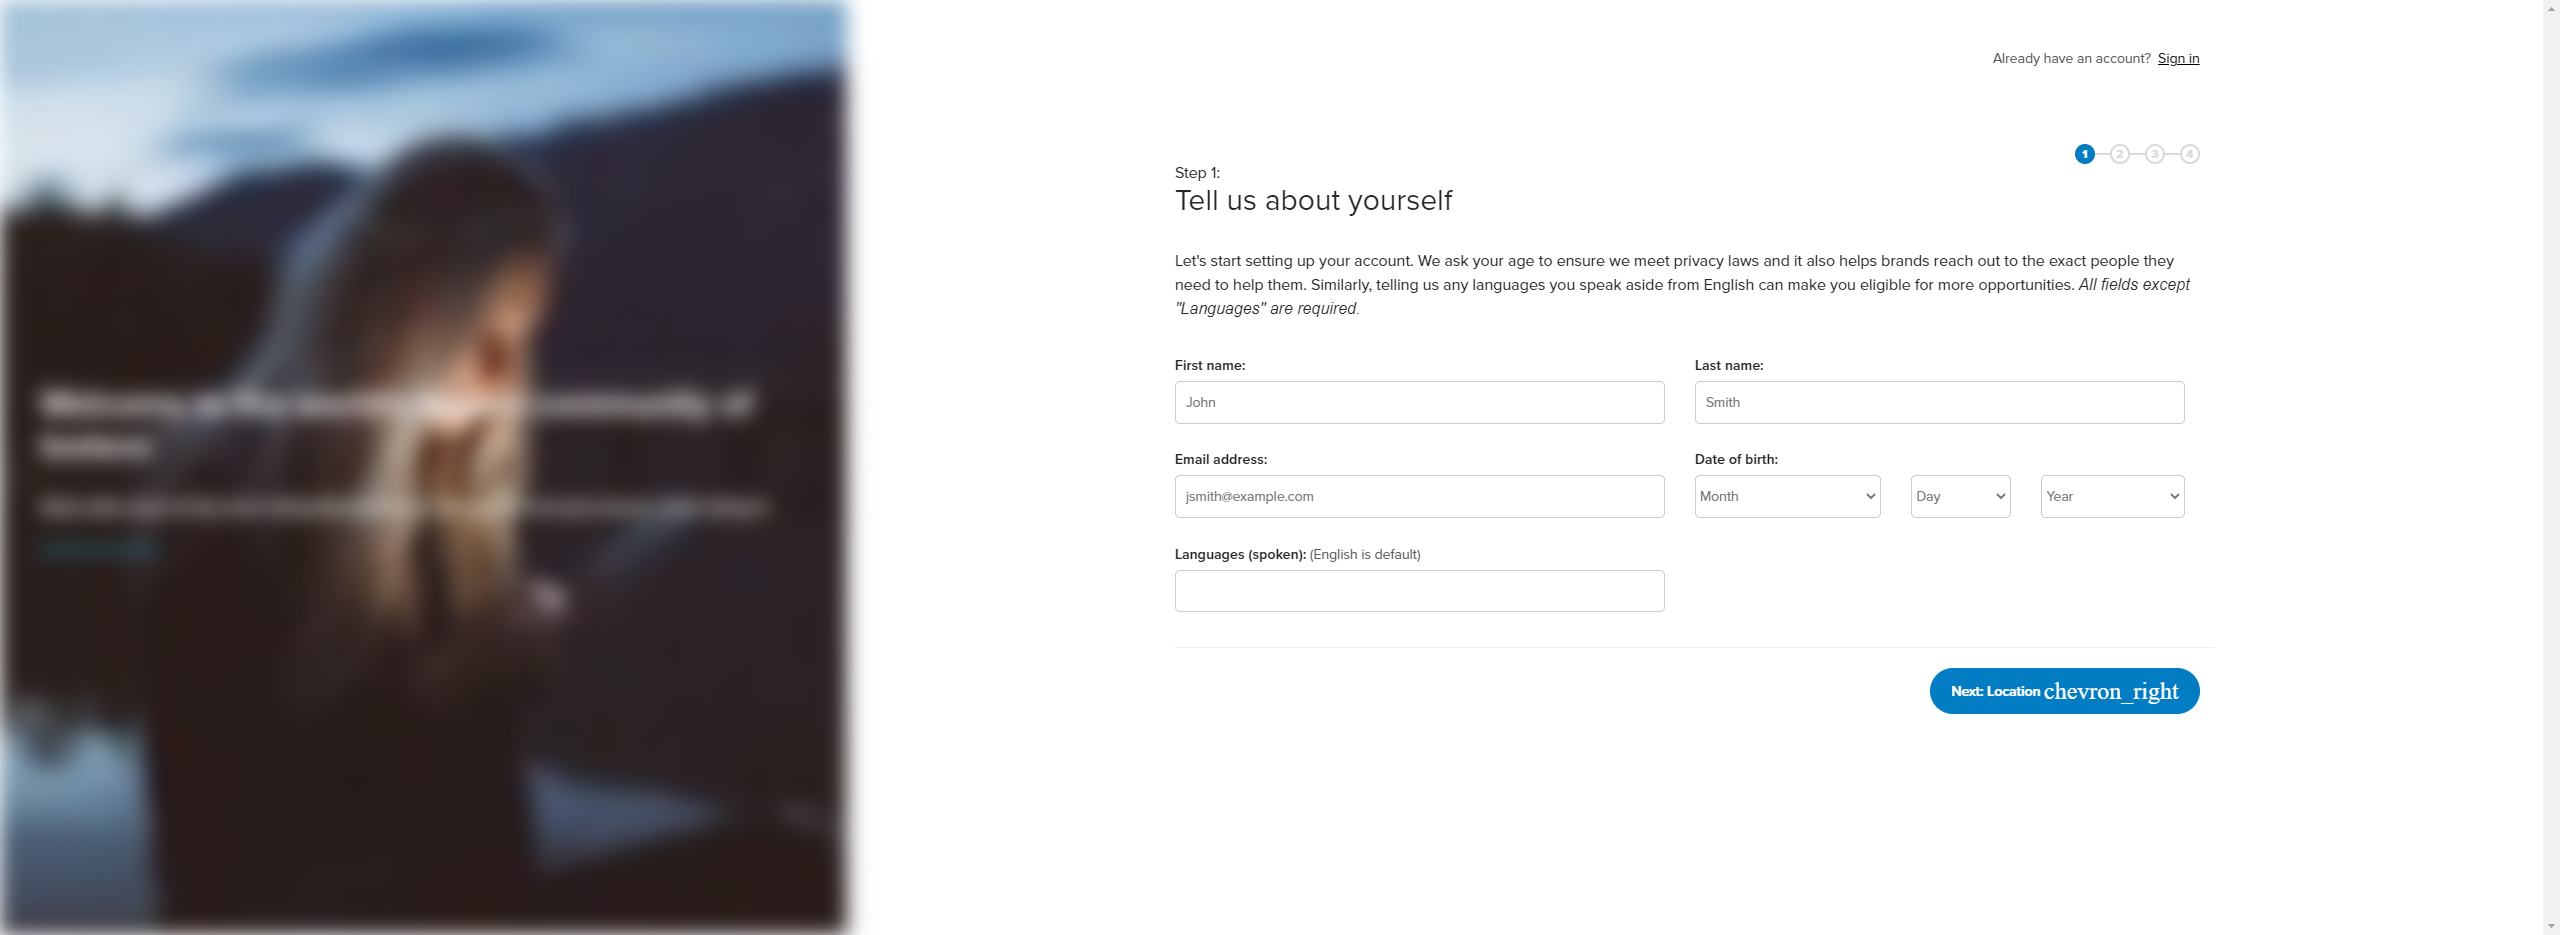 Already have an account? Sign in
1 2 3 4
Step 1:
Tell us about yourself
Let's start setting up your account. We ask your age to ensure we meet privacy laws and it also helps brands reach out to the exact people they
need to help them. Similarly, telling us any languages you speak aside from English can make you eligible for more opportunities. All fields except
"Languages" are required.
First name:
Last name:
John
Smith
Email address:
Date of birth:
jsmith@example.com
Month
Day
Year
Languages (spoken): (English is default)
Next: Location chevron_right